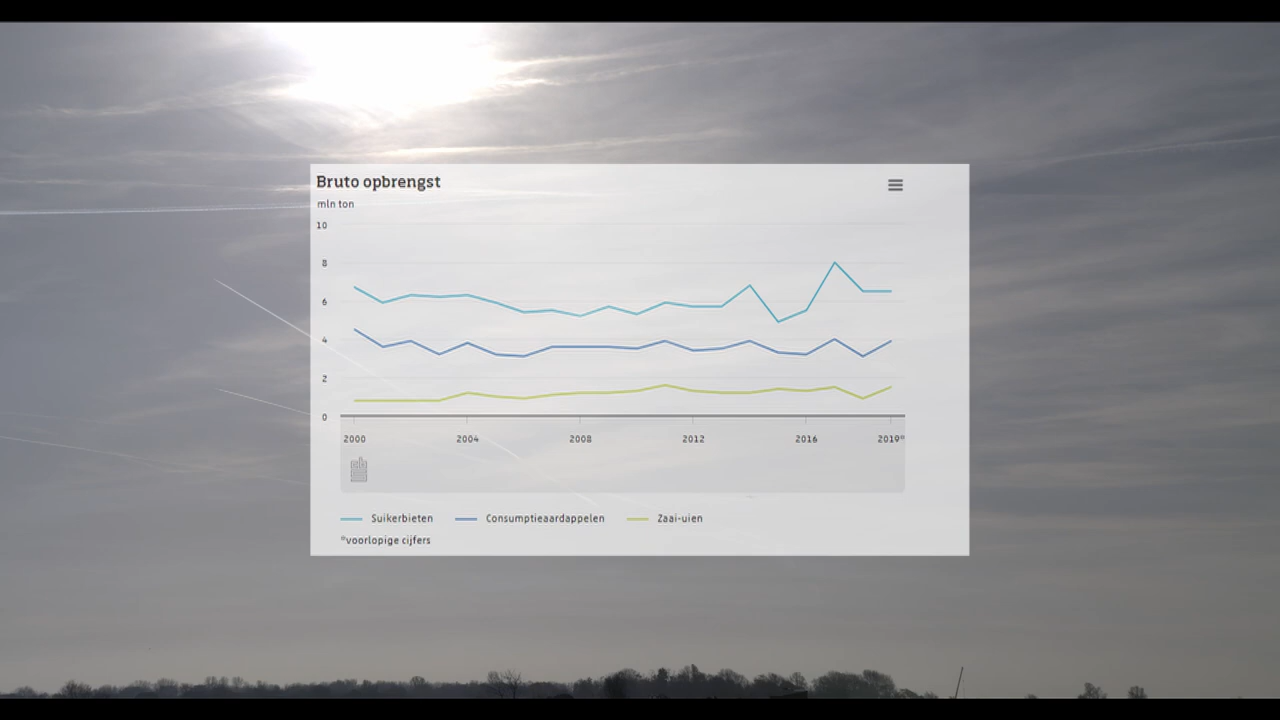 Bruto opbrengst
mln ton
10
8
6
4
2
0
2000 2004 2008 2012 2016 2019*
Suikerbieten Consumptieaardappelen Zaai-uien
*voorlopige cijfers